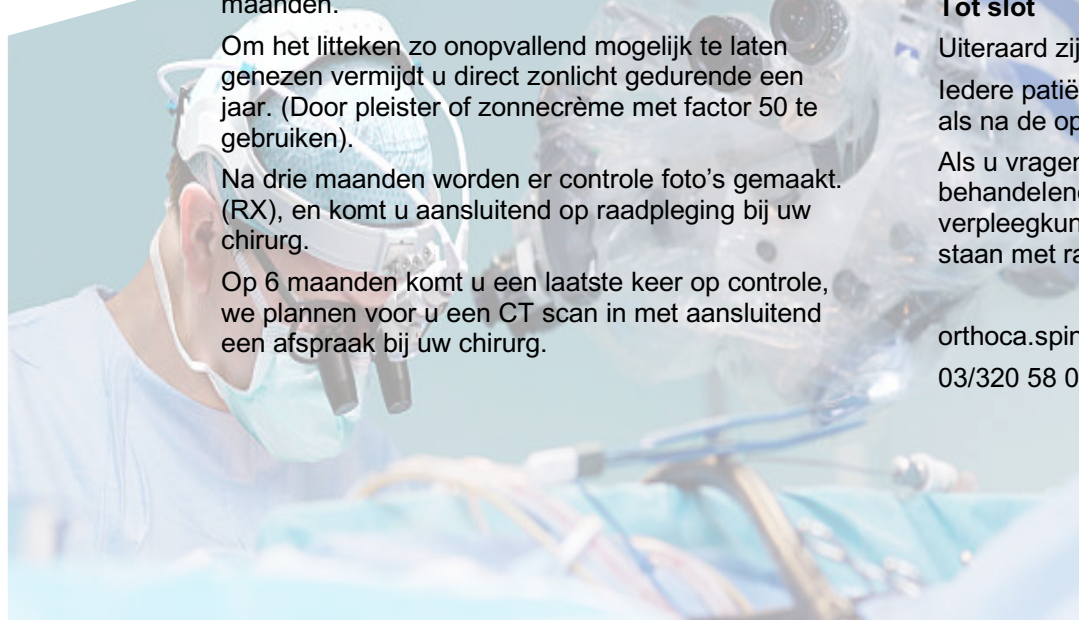 maanden.
Om het litteken zo onopvallend mogelijk te laten
genezen vermijdt u direct zonlicht gedurende een
jaar. (Door pleister of zonnecrème met factor 50 te
gebruiken).
Na drie maanden worden er controle foto's gemaakt.
(RX), en komt u aansluitend op raadpleging bij uw
chirurg.
Op 6 maanden komt u een laatste keer op controle,
we plannen voor u een CT scan in met aansluitend
een afspraak bij uw chirurg.
Tot slot
Uiteraard zij
Iedere patië
als na de op
Als u vragen
behandelend
verpleegkun
staan met ra
orthoca.spin
03/320 58 0